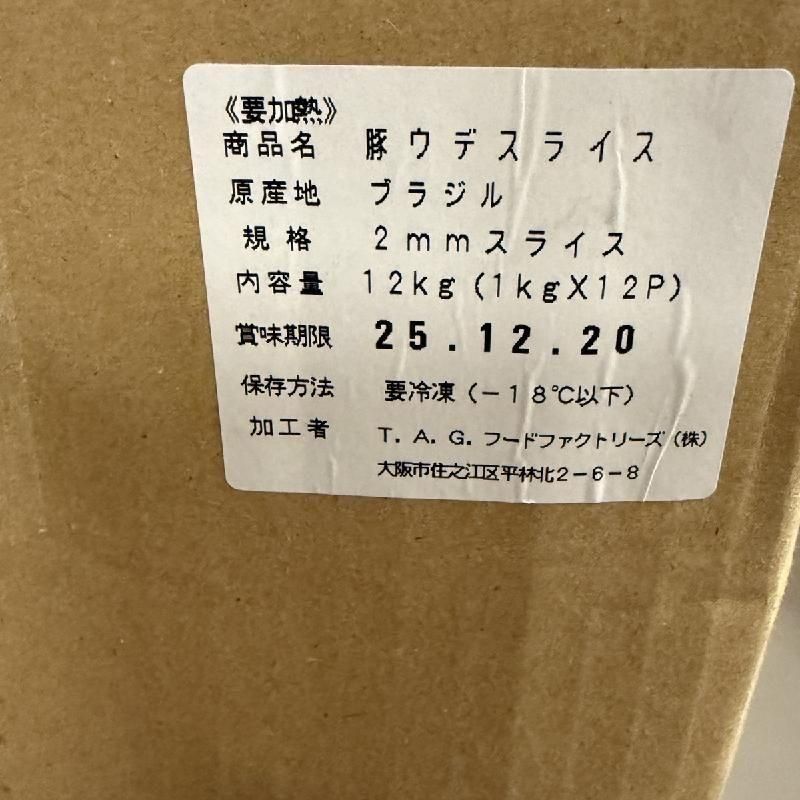 《要加熱》
商品名 豚ウデスライス
原産地 ブラジル
規格 2mmスライス
内容量 12kg(1kgX12P)
賞味期限 25.12.20
保存方法 要冷凍(-18℃以下)
加工者 T.A.G.フードファクトリーズ(株)
大阪市住之江区平林北2-6-8